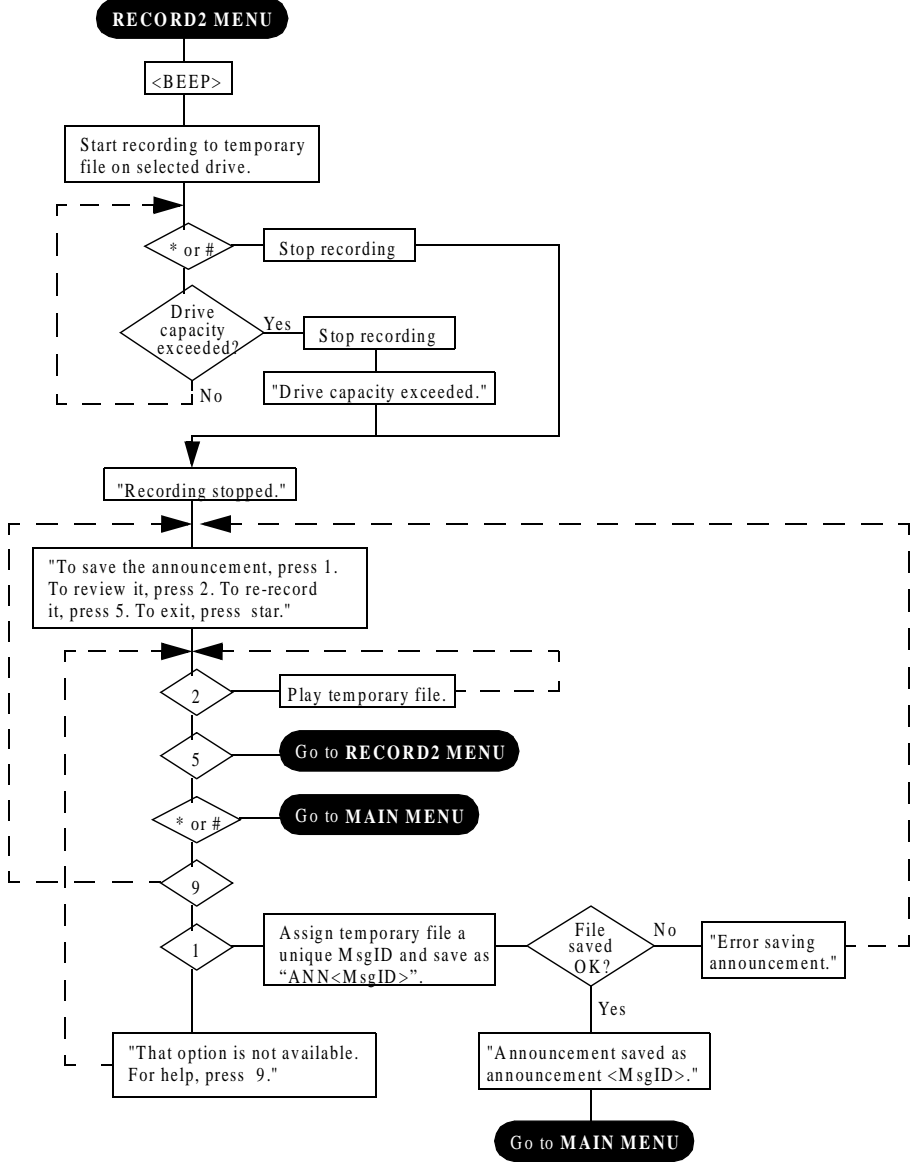 RECORD2 MENU
<BEEP>
Start recording to temporary
file on selected drive.
* or #
Stop recording
Drive
capacity
exceeded?
Yes
Stop recording
No
"Drive capacity exceeded."
"Recording stopped."
"To save the announcement, press 1.
To review it, press 2. To re-record
it, press 5. To exit, press star."
2
Play temporary file.
5
Go to RECORD2 MENU
* or #
Go to MAIN MENU
9
1
Assign temporary file a
unique MsgID and save as
“ANN<MsgID>”.
File
saved
OK?
No
"Error saving
announcement."
Yes
"That option is not available.
For help, press 9."
"Announcement saved as
announcement <MsgID>."
Go to MAIN MENU